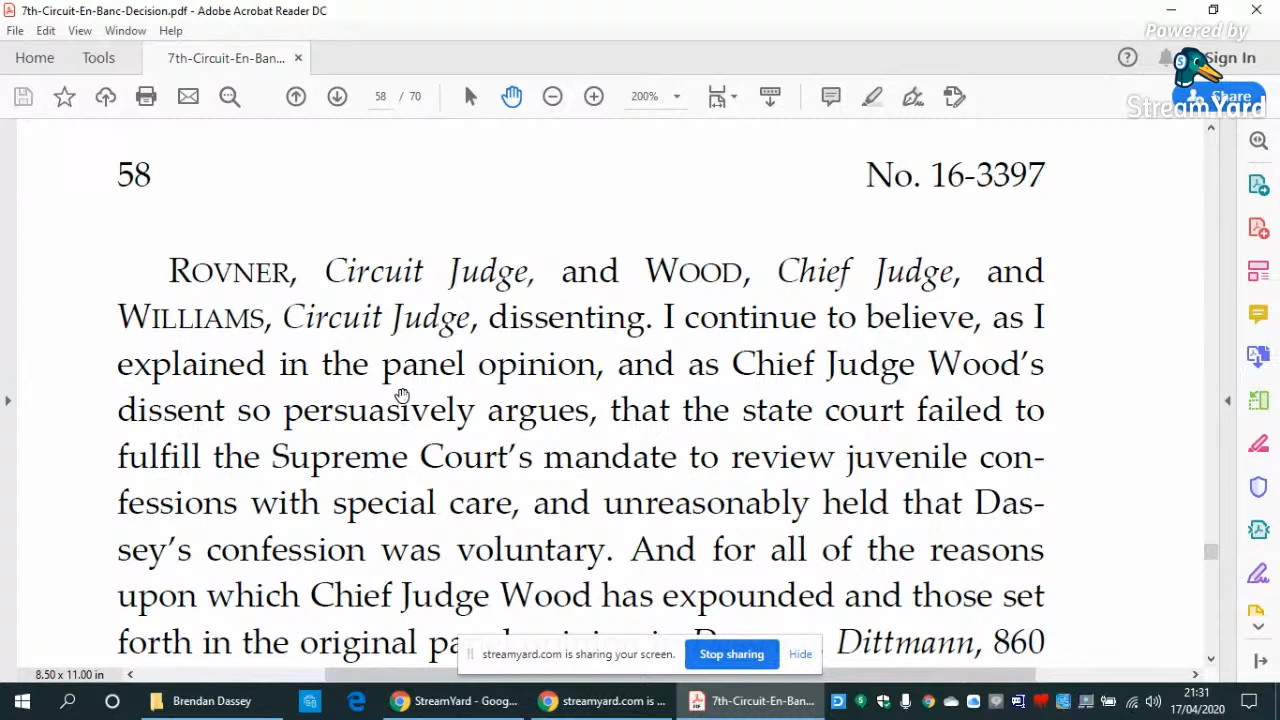 7th-Circuit-En-Banc-Decision.pdf - Adobe Acrobat Reader DC
File Edit View Window Help
Powered by
Home Tools 7th-Circuit-En-Ban... × Sign In
58 / 70 200% Share
StreamYard
58 No. 16-3397
ROVNER, Circuit Judge, and WOOD, Chief Judge, and
WILLIAMS, Circuit Judge, dissenting. I continue to believe, as I
explained in the panel opinion, and as Chief Judge Wood's
dissent so persuasively argues, that the state court failed to
fulfill the Supreme Court's mandate to review juvenile con-
fessions with special care, and unreasonably held that Das-
sey's confession was voluntary. And for all of the reasons
upon which Chief Judge Wood has expounded and those set
forth in the original Dittmann, 860
streamyard.com is sharing your screen. Stop sharing Hide
8.50 x 11.00 in
Brendan Dassey StreamYard - Goog... streamyard.com is ... 7th-Circuit-En-Banc... 21:31
17/04/2020